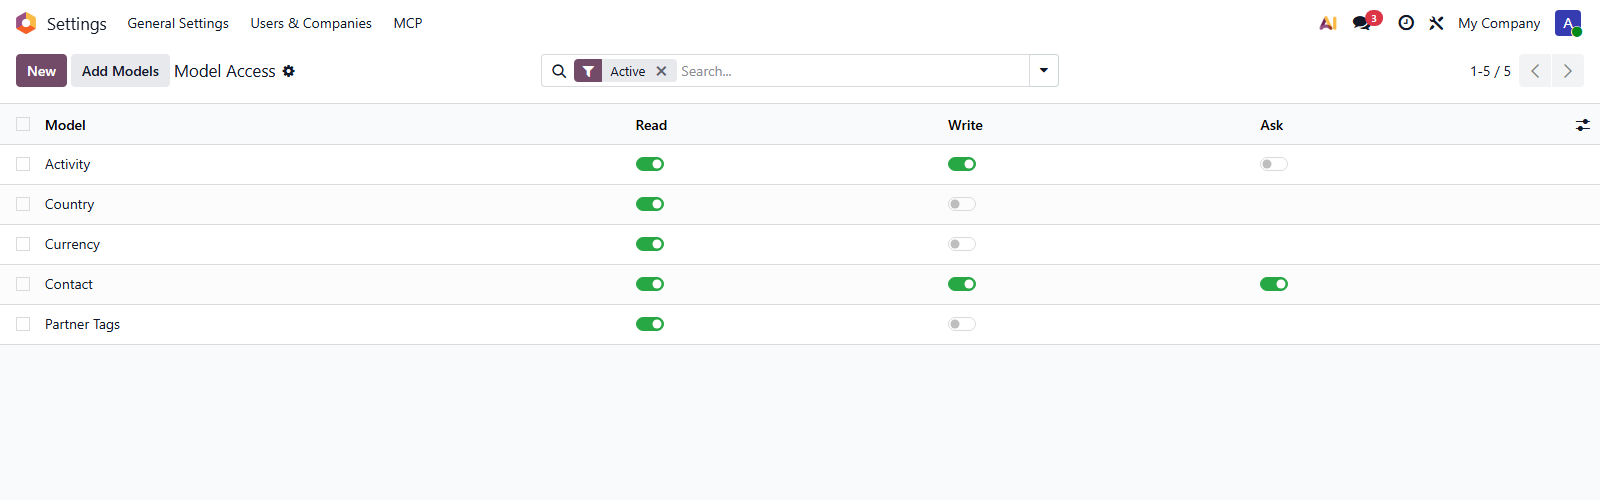 Settings General Settings Users & Companies MCP AI 3 My Company A
New Add Models Model Access Active Search... 1-5 / 5
Model Read Write Ask
Activity
Country
Currency
Contact
Partner Tags